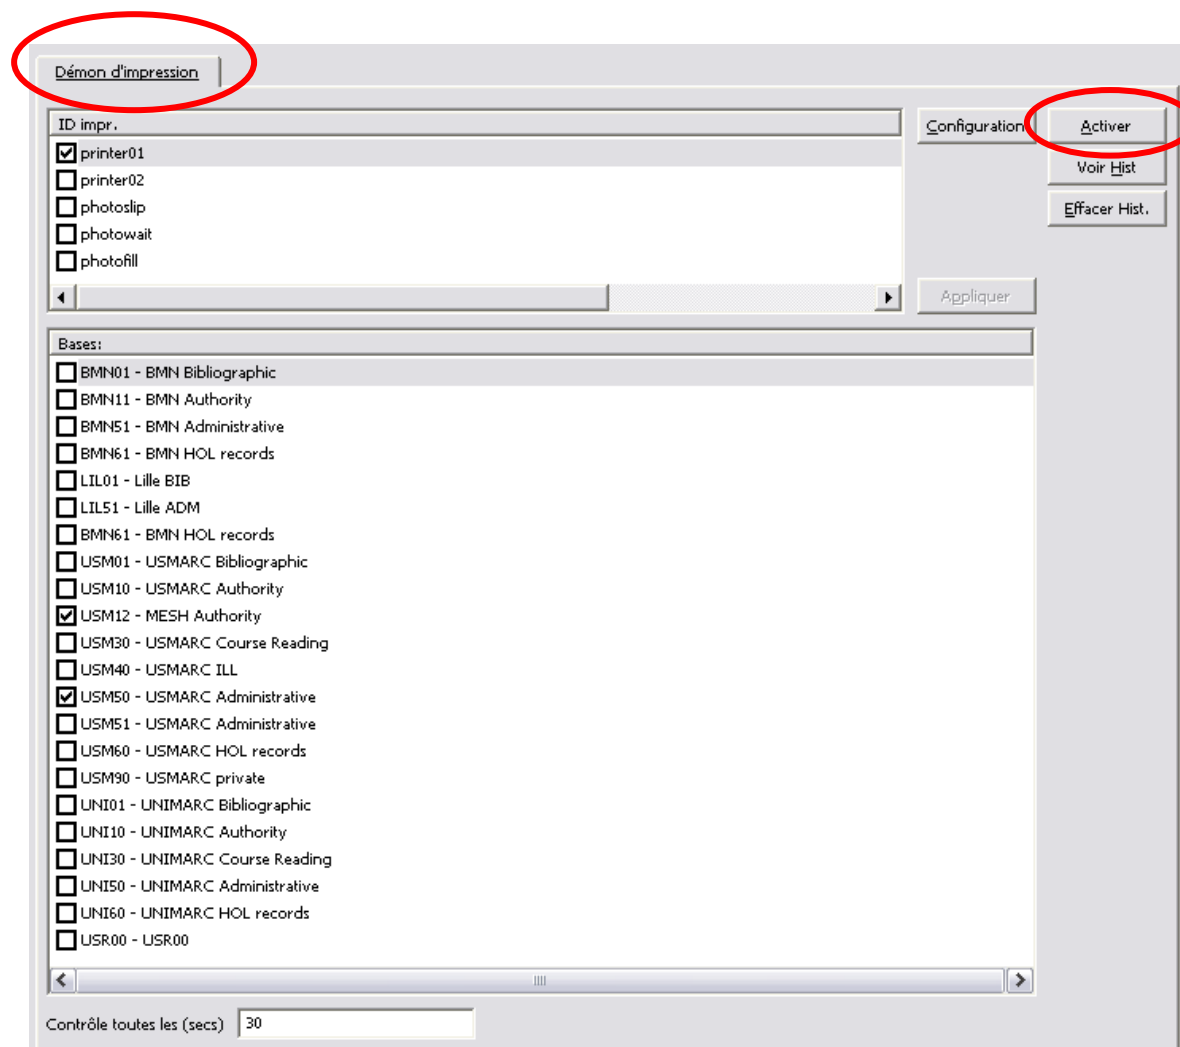 Démon d'impression
ID impr.
printer01
printer02
photoslip
photowait
photofill
Configuration
Activer
Voir Hist
Effacer Hist.
Appliquer
Bases:
BMN01 - BMN Bibliographic
BMN11 - BMN Authority
BMN51 - BMN Administrative
BMN61 - BMN HOL records
LIL01 - Lille BIB
LIL51 - Lille ADM
BMN61 - BMN HOL records
USM01 - USMARC Bibliographic
USM10 - USMARC Authority
USM12 - MESH Authority
USM30 - USMARC Course Reading
USM40 - USMARC ILL
USM50 - USMARC Administrative
USM51 - USMARC Administrative
USM60 - USMARC HOL records
USM90 - USMARC private
UNI01 - UNIMARC Bibliographic
UNI10 - UNIMARC Authority
UNI30 - UNIMARC Course Reading
UNI50 - UNIMARC Administrative
UNI60 - UNIMARC HOL records
USR00 - USR00
Contrôle toutes les (secs) 30